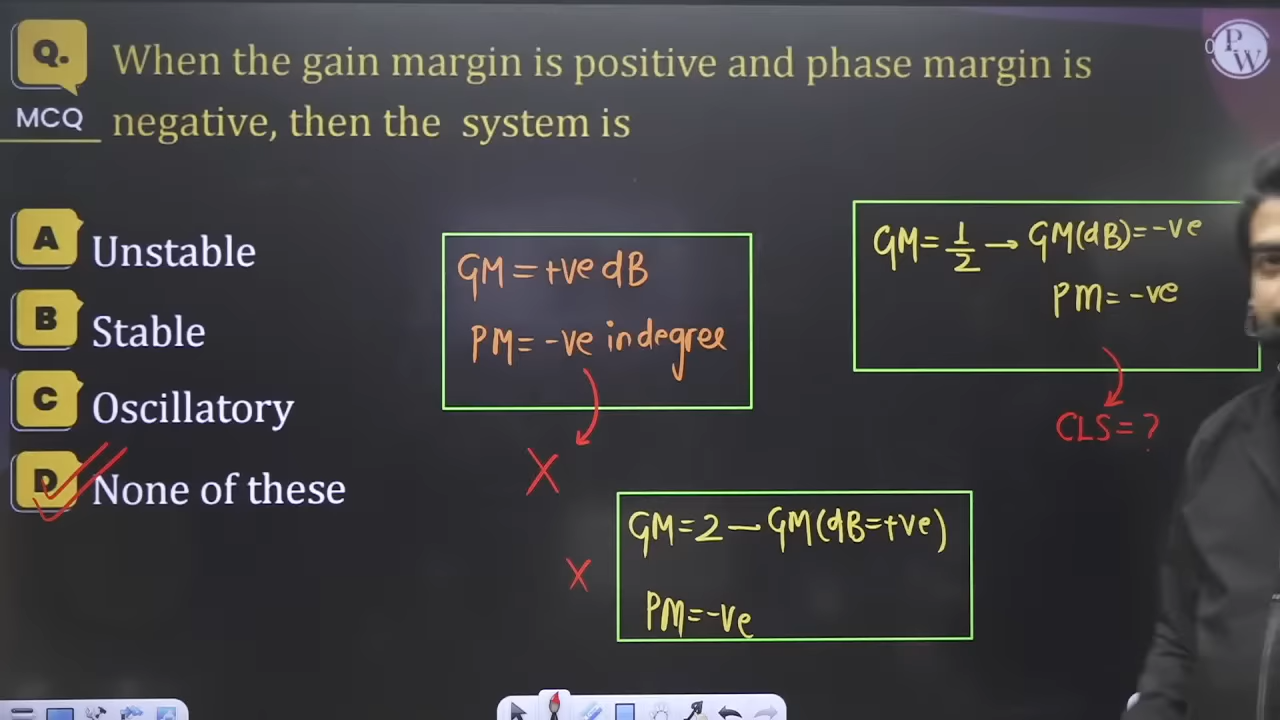 Q.
MCQ
When the gain margin is positive and phase margin is
negative, then the system is
A
Unstable
B
Stable
C
Oscillatory
D
None of these
GM = +ve dB
PM = -ve in degree
X
GM = 1/2 → GM(dB) = -ve
PM = -ve
CLS = ?
X
GM = 2 — GM(dB = +ve)
PM = -ve
PW